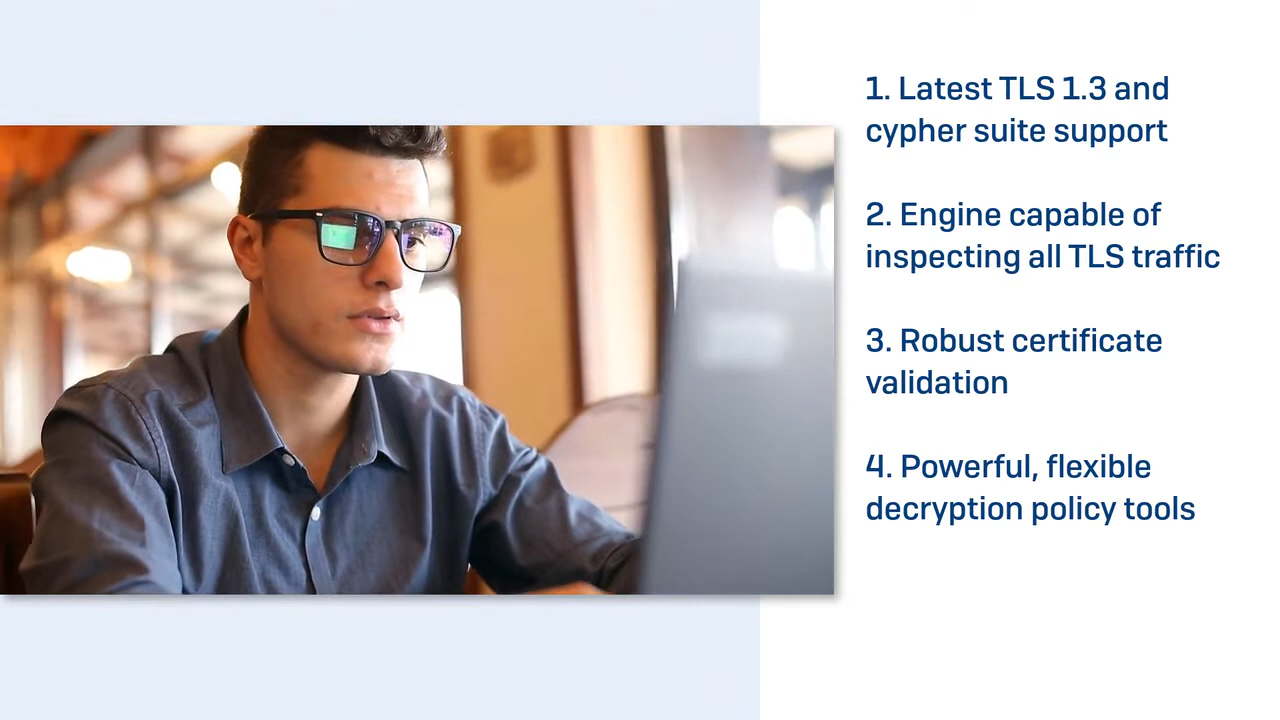 1. Latest TLS 1.3 and
cypher suite support
2. Engine capable of
inspecting all TLS traffic
3. Robust certificate
validation
4. Powerful, flexible
decryption policy tools